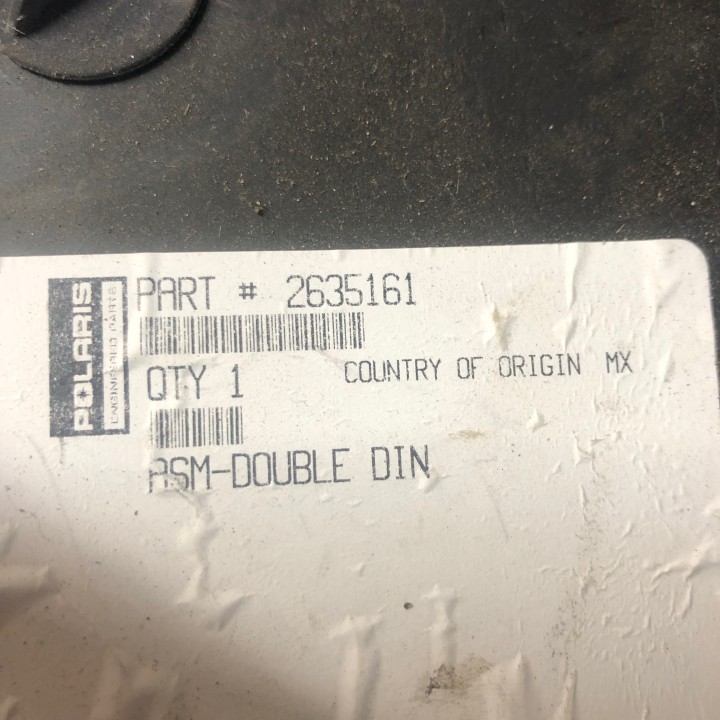 POLARIS
ENGINEERED PARTS
PART # 2635161
QTY 1
COUNTRY OF ORIGIN MX
ASM-DOUBLE DIN